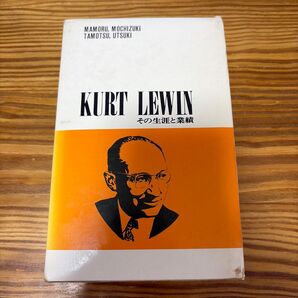 MAMORU, MOCHIZUKI
TAMOTSU, UTSUKI
KURT LEWIN
その生涯と業績